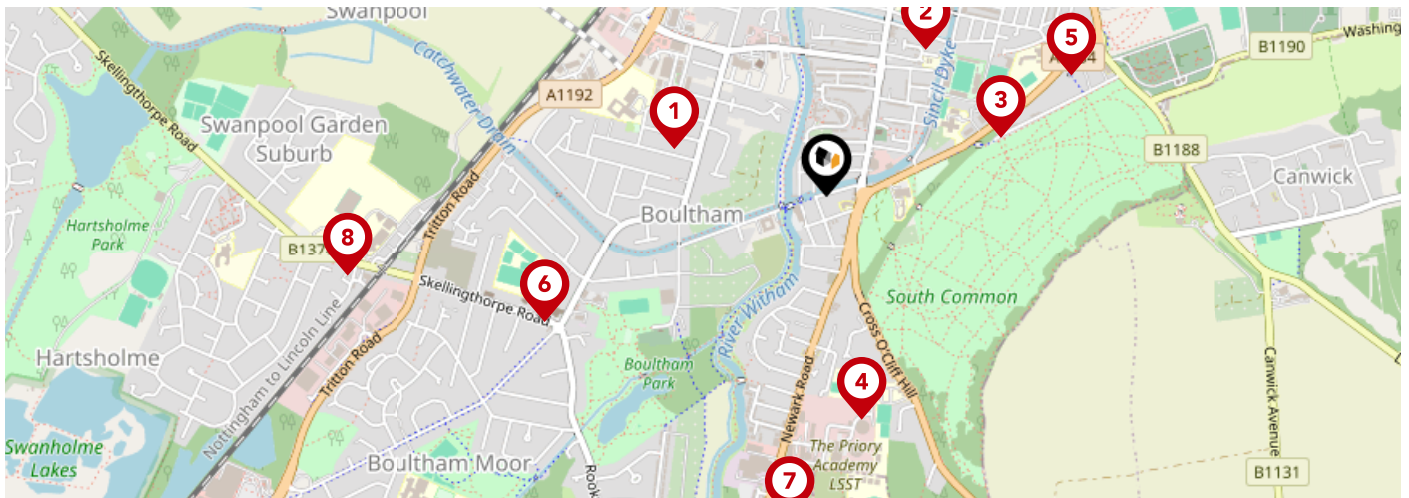 Swanpool
2
5
Catchwater Drain
Sincil Dyke
B1190
Washing
Skellingthorpe Road
A1192
1
3
Swanpool Garden
Suburb
B1188
Canwick
Boultham
Tritton Road
Hartsholme
Park
B137
8
6
Skellingthorpe Road
South Common
River Witham
Cross O'Cliff Hill
Nottingham to Lincoln Line
Hartsholme
Tritton Road
Boultham
Park
4
Newark Road
Canwick Avenue
Swanholme
Lakes
Boultham Moor
The Priory
Academy
LSST
7
Rook
B1131